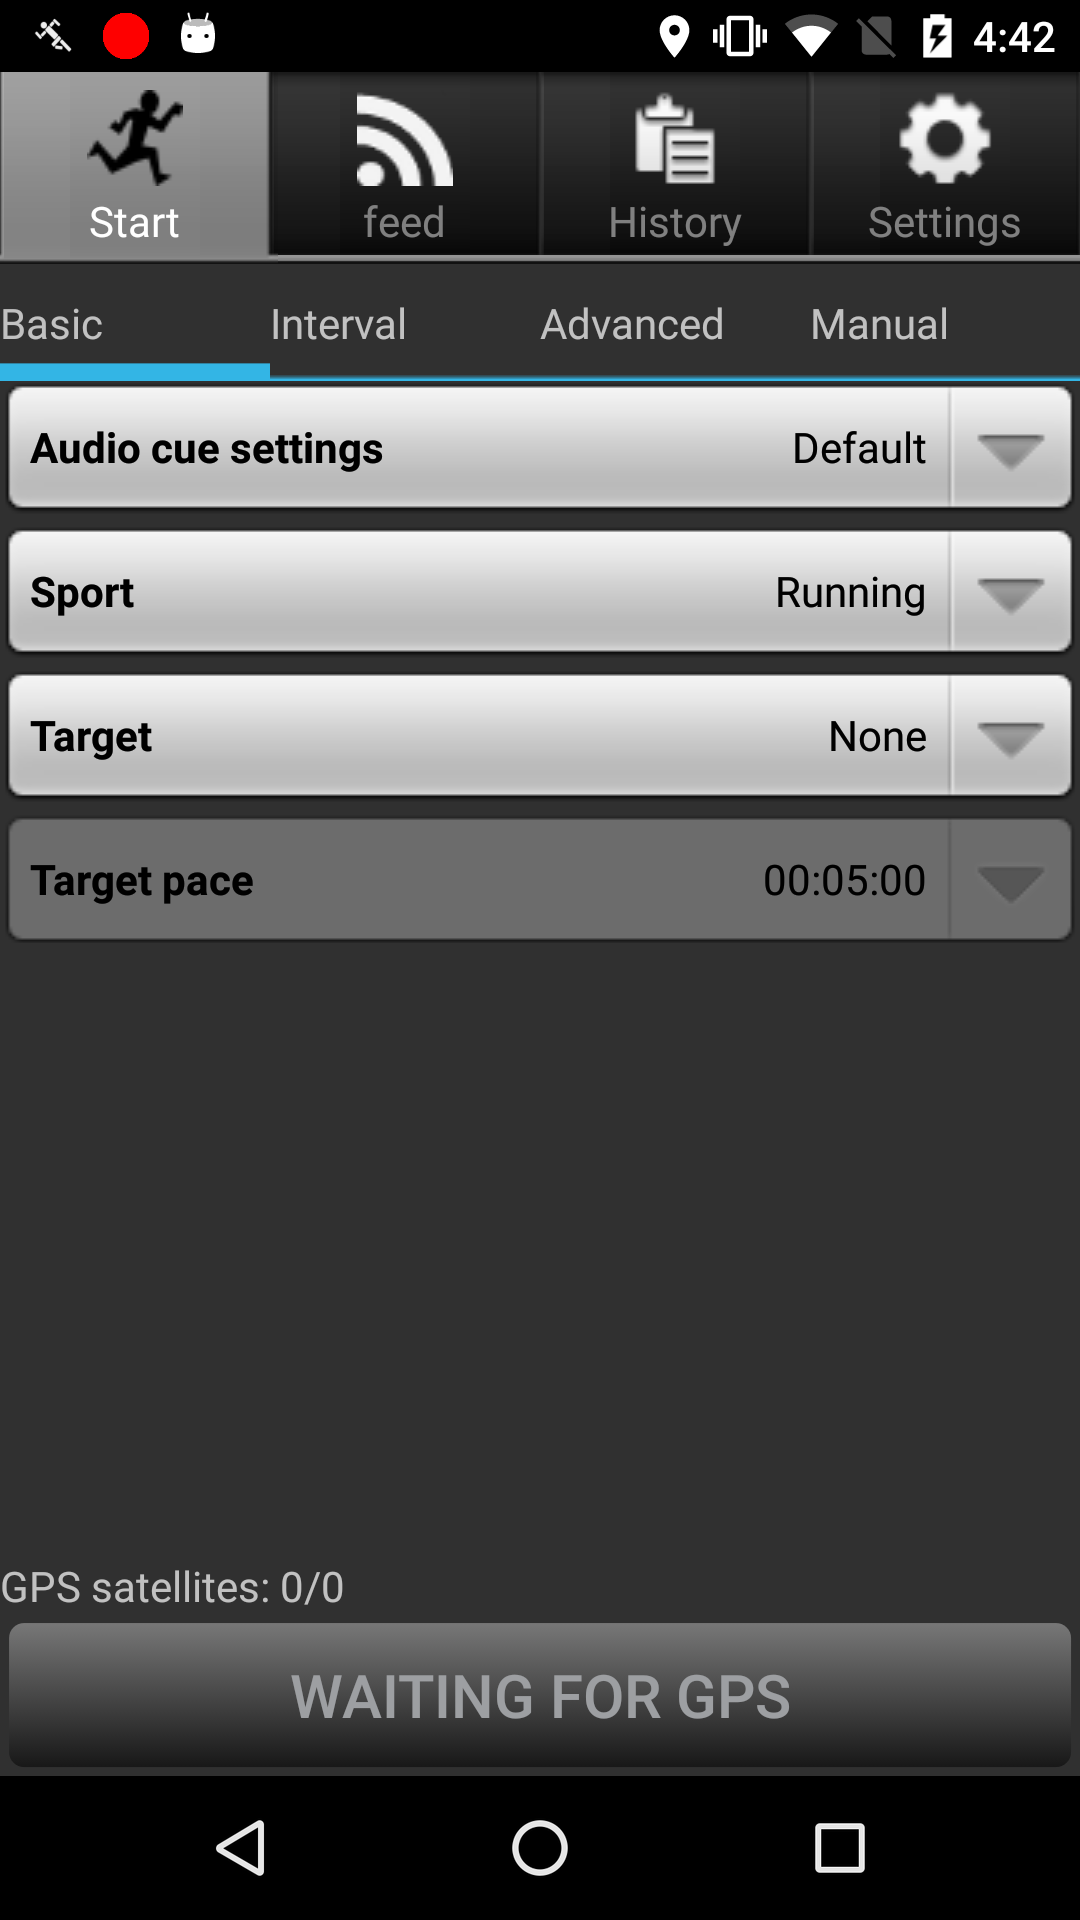 4:42
Start feed History Settings
Basic Interval Advanced Manual
Audio cue settings Default
Sport Running
Target None
Target pace 00:05:00
GPS satellites: 0/0
WAITING FOR GPS